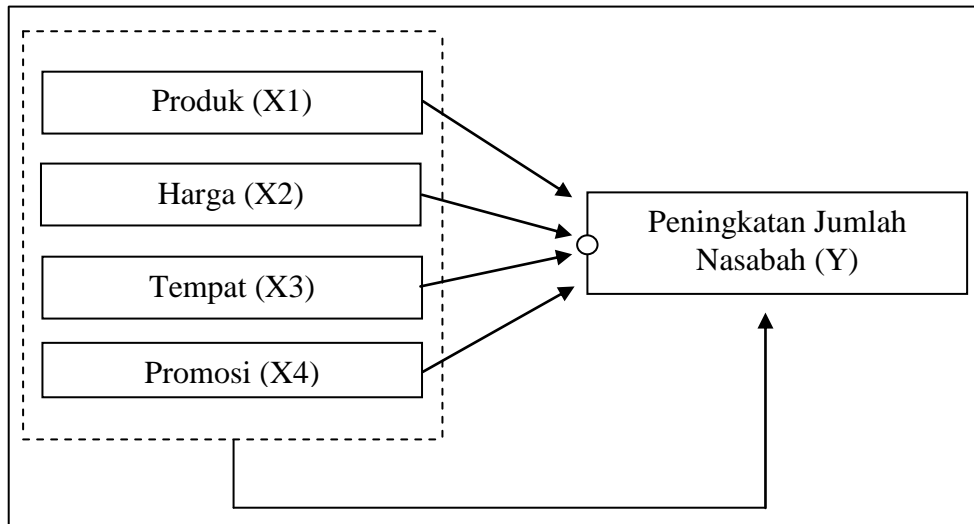 Produk (X1)
Harga (X2)
Tempat (X3)
Promosi (X4)
Peningkatan Jumlah
Nasabah (Y)